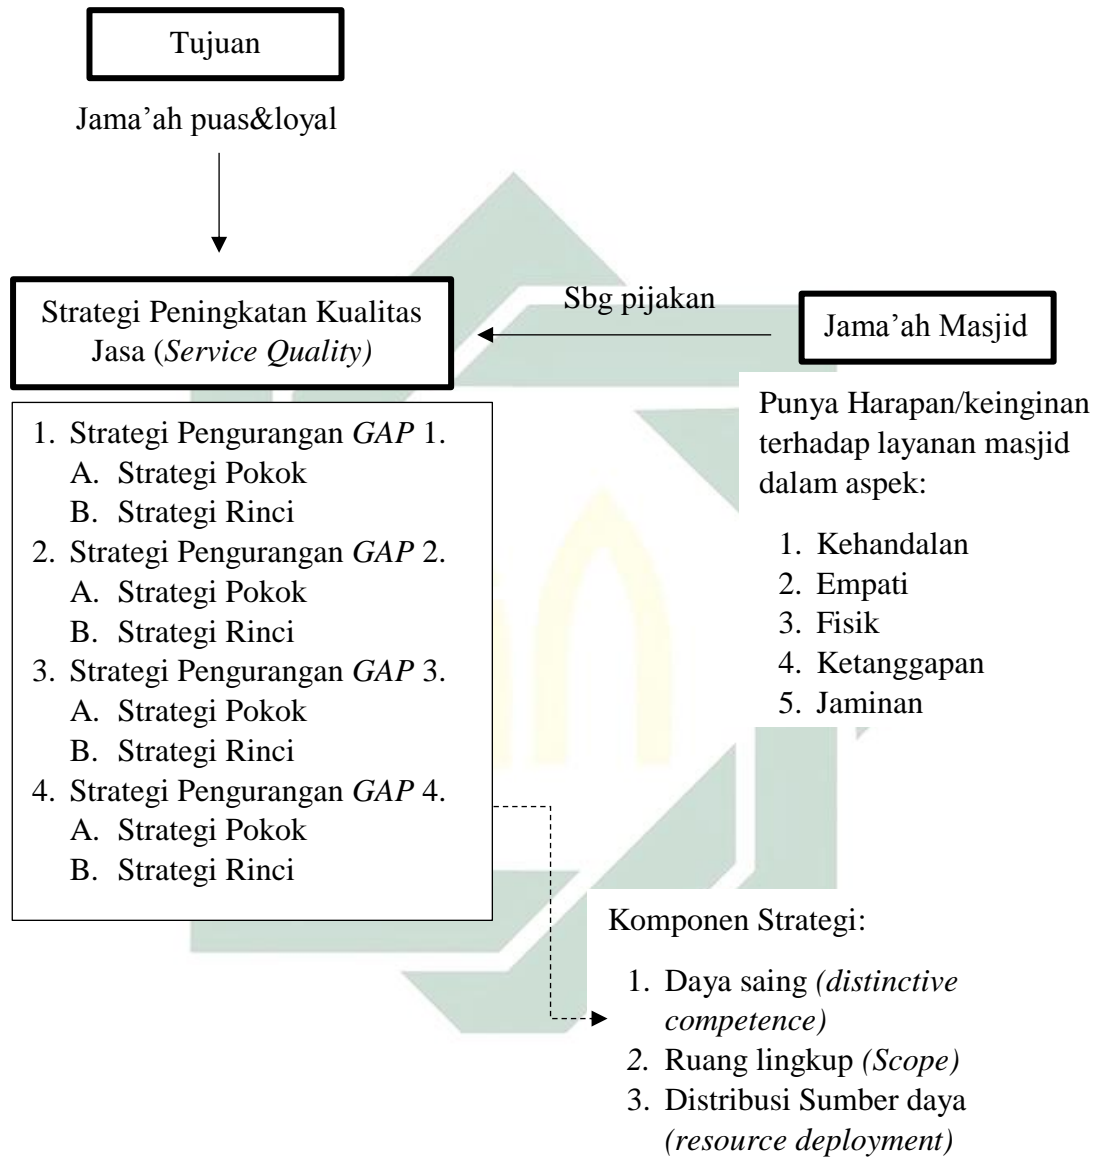 Tujuan
Jama’ah puas&loyal
Strategi Peningkatan Kualitas
Jasa (Service Quality)
Sbg pijakan
Jama’ah Masjid
1. Strategi Pengurangan GAP 1.
A. Strategi Pokok
B. Strategi Rinci
2. Strategi Pengurangan GAP 2.
A. Strategi Pokok
B. Strategi Rinci
3. Strategi Pengurangan GAP 3.
A. Strategi Pokok
B. Strategi Rinci
4. Strategi Pengurangan GAP 4.
A. Strategi Pokok
B. Strategi Rinci
Punya Harapan/keinginan
terhadap layanan masjid
dalam aspek:
1. Kehandalan
2. Empati
3. Fisik
4. Ketanggapan
5. Jaminan
Komponen Strategi:
1. Daya saing (distinctive
competence)
2. Ruang lingkup (Scope)
3. Distribusi Sumber daya
(resource deployment)